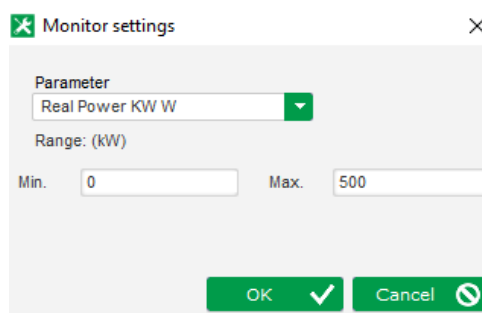 Monitor settings
Parameter
Real Power KW W
Range: (kW)
Min. 0 Max. 500
OK Cancel